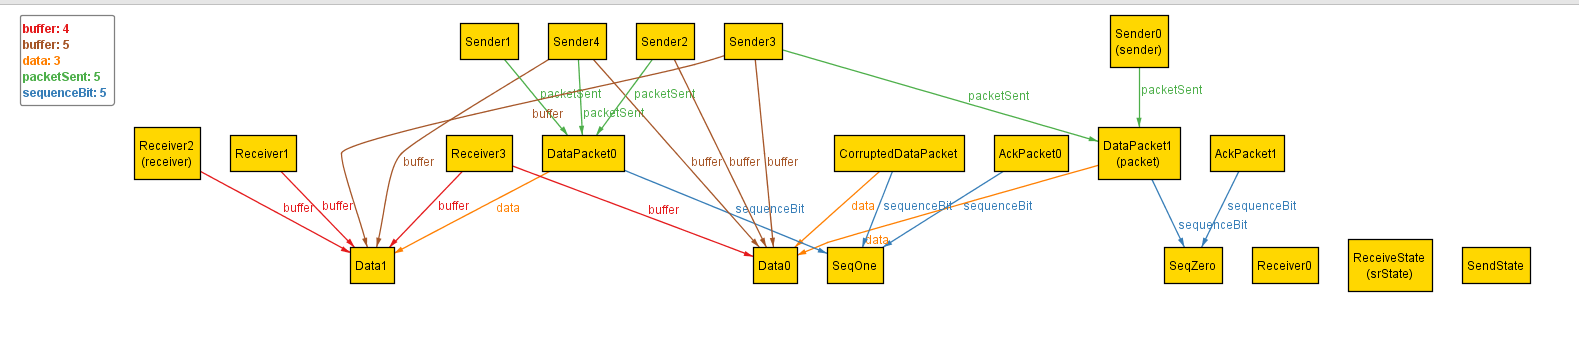 buffer: 4
buffer: 5
data: 3
packetSent: 5
sequenceBit: 5
Sender1
Sender4
Sender2
Sender3
Sender0
(sender)
packetSent
packetSent
packetSent
packetSent
packetSent
buffer
Receiver2
(receiver)
Receiver1
Receiver3
DataPacket0
CorruptedDataPacket
AckPacket0
DataPacket1
(packet)
AckPacket1
buffer
buffer
buffer
buffer
buffer
buffer
buffer
data
buffer
sequenceBit
data
sequenceBit
sequenceBit
sequenceBit
sequenceBit
data
Data1
Data0
SeqOne
SeqZero
Receiver0
ReceiveState
(srState)
SendState